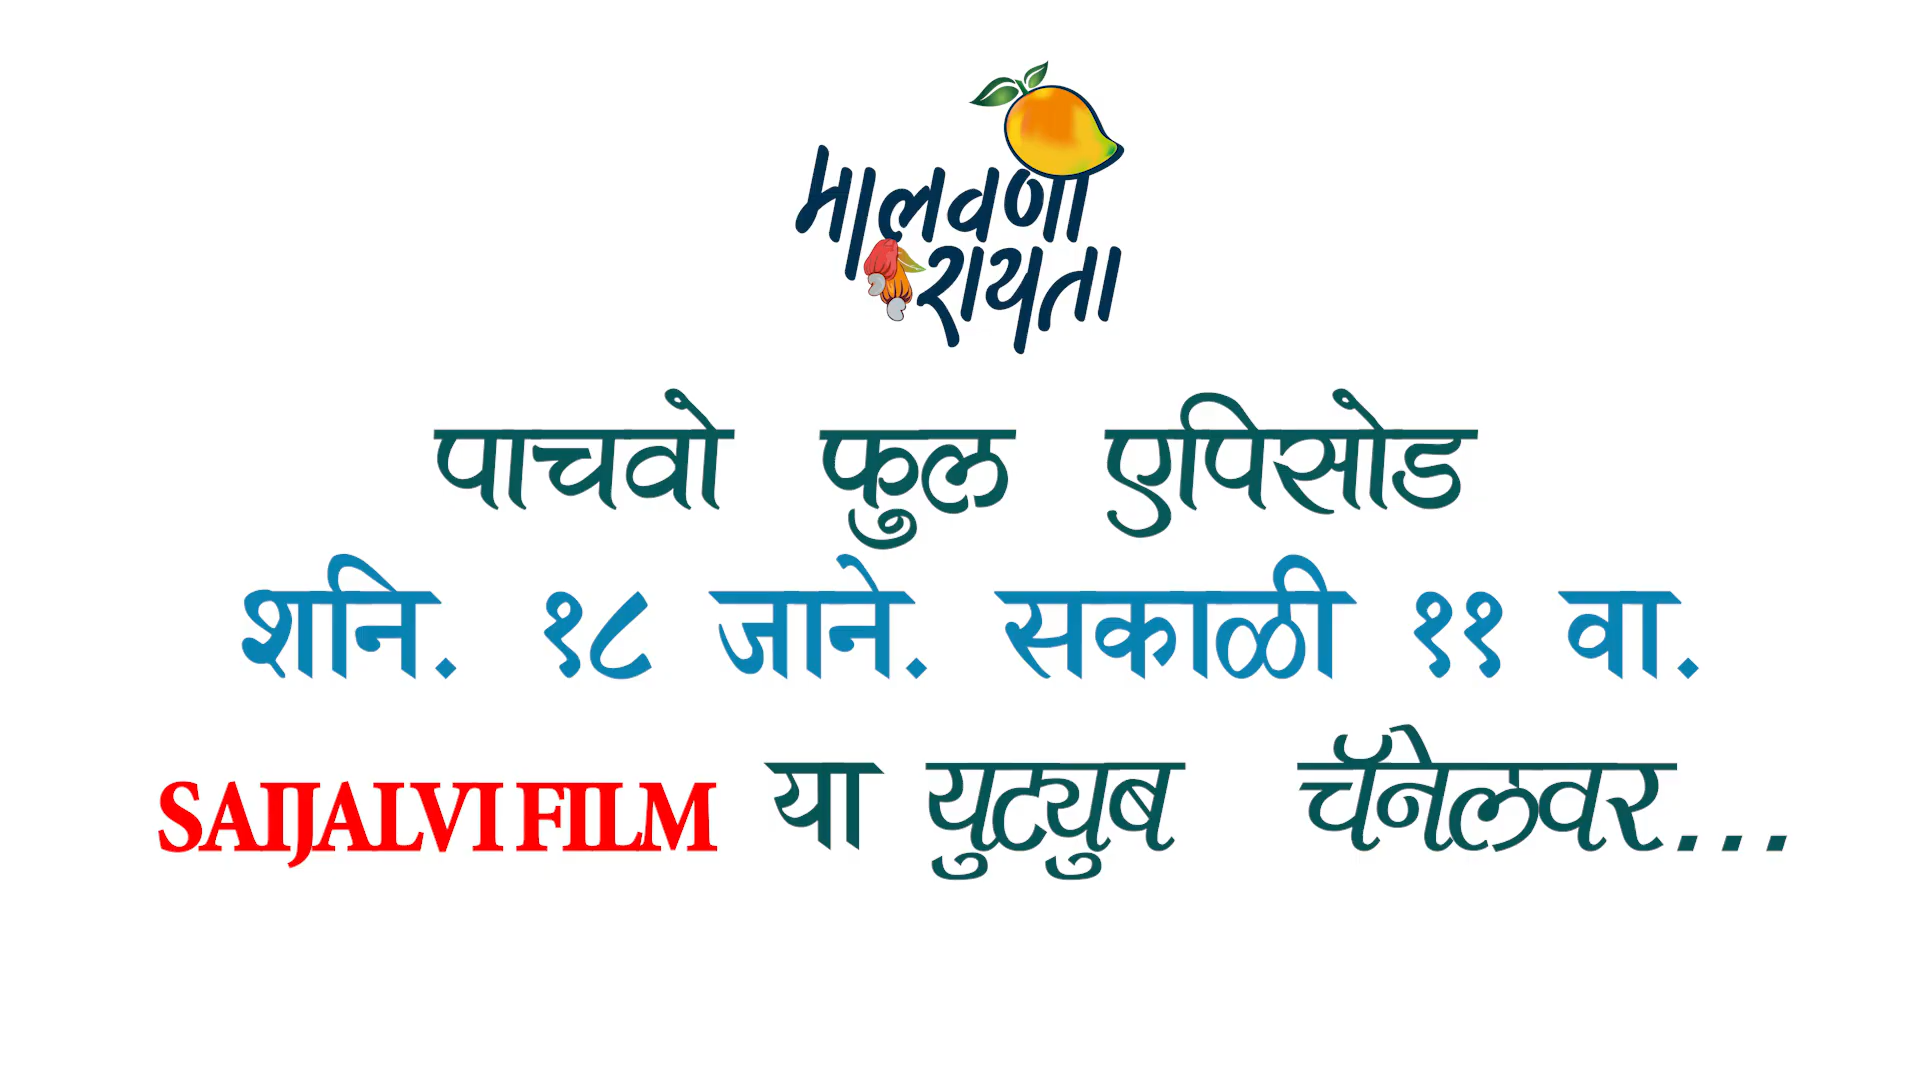 मालवणी
रायता
पाचवो फुल एपिसोड
शनि. १८ जाने. सकाळी ११ वा.
SAIJALVI FILM या युट्युब चॅनेलवर...